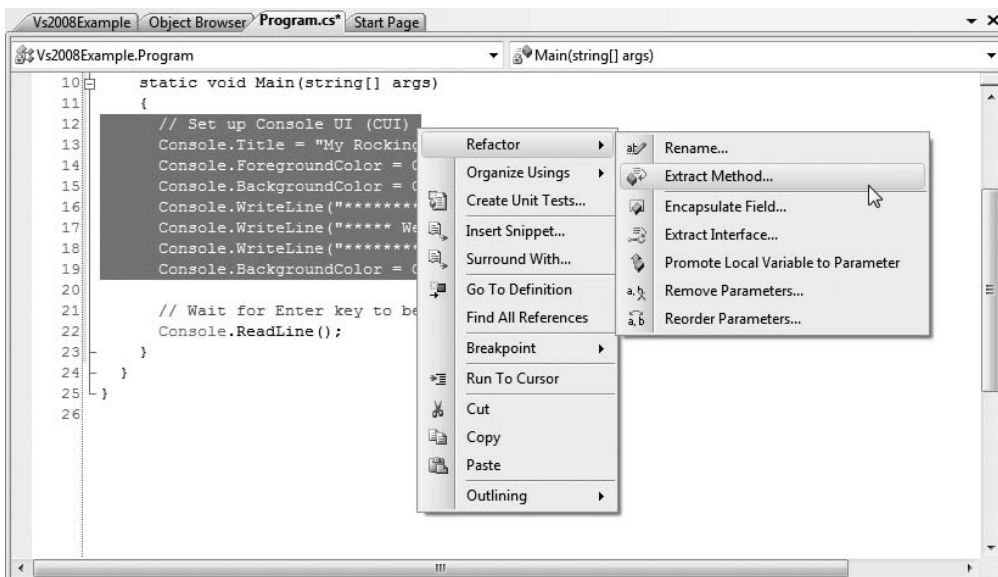 Vs2008Example Object Browser Program.cs* Start Page
Vs2008Example.Program Main(string[] args)
10 static void Main(string[] args)
11 {
12 // Set up Console UI (CUI)
13 Console.Title = "My Rocking
14 Console.ForegroundColor =
15 Console.BackgroundColor =
16 Console.WriteLine("********
17 Console.WriteLine("***** We
18 Console.WriteLine("********
19 Console.BackgroundColor =
20
21 // Wait for Enter key to be
22 Console.ReadLine();
23 }
24 }
25 }
26
Refactor
Organize Usings
Create Unit Tests...
Insert Snippet...
Surround With...
Go To Definition
Find All References
Breakpoint
Run To Cursor
Cut
Copy
Paste
Outlining
Rename...
Extract Method...
Encapsulate Field...
Extract Interface...
Promote Local Variable to Parameter
Remove Parameters...
Reorder Parameters...